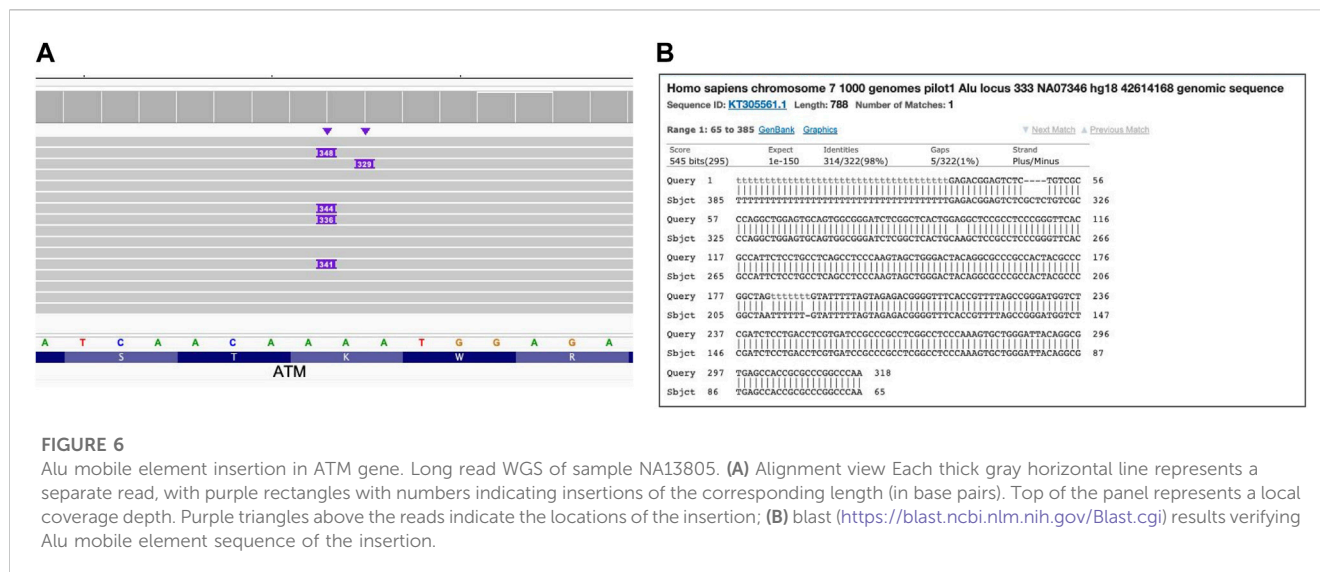 A
348
329
344
336
341
A T C A A C A A A A T G G A G A
S T K W R
ATM
B
Homo sapiens chromosome 7 1000 genomes pilot1 Alu locus 333 NA07346 hg18 42614168 genomic sequence
Sequence ID: KT305561.1 Length: 788 Number of Matches: 1
Range 1: 65 to 385 GenBank Graphics ▼ Next Match ▲ Previous Match
Score Expect Identities Gaps Strand
545 bits(295) 1e-150 314/322(98%) 5/322(1%) Plus/Minus
Query 1 ttttttttttttttttttttttttttttttttttttttttGAGACGGAGTCTC----TGTCGC 56
Sbjct 385 TTTTTTTTTTTTTTTTTTTTTTTTTTTTTTTTTTTTTTTTGAGACGGAGTCTCGCTCTGTCGC 326
Query 57 CCAGGCTGGAGTGCAGTGGCGGGATCTCGGCTCACTGGAGGCTCCGCCTCCCGGGTTCAC 116
Sbjct 325 CCAGGCTGGAGTGCAGTGGCGGGATCTCGGCTCACTGCAAGCTCCGCCTCCCGGGTTCAC 266
Query 117 GCCATTCTCCTGCCTCAGCCTCCCAAGTAGCTGGGACTACAGGCGCCCGCCACTACGCCC 176
Sbjct 265 GCCATTCTCCTGCCTCAGCCTCCCAAGTAGCTGGGACTACAGGCGCCCGCCACTACGCCC 206
Query 177 GGCTAGtttttttGTATTTTTAGTAGAGACGGGGTTTCACCGTTTTAGCCGGGATGGTCT 236
Sbjct 205 GGCTAATTTTTT-GTATTTTTAGTAGAGACGGGGTTTCACCGTTTTAGCCGGGATGGTCT 147
Query 237 CGATCTCCTGACCTCGTGATCCGCCCGCCTCGGCCTCCCAAAGTGCTGGGATTACAGGCG 296
Sbjct 146 CGATCTCCTGACCTCGTGATCCGCCCGCCTCGGCCTCCCAAAGTGCTGGGATTACAGGCG 87
Query 297 TGAGCCACCGCGCCCGGCCCAA 318
Sbjct 86 TGAGCCACCGCGCCCGGCCCAA 65
FIGURE 6
Alu mobile element insertion in ATM gene. Long read WGS of sample NA13805. (A) Alignment view Each thick gray horizontal line represents a
separate read, with purple rectangles with numbers indicating insertions of the corresponding length (in base pairs). Top of the panel represents a local
coverage depth. Purple triangles above the reads indicate the locations of the insertion; (B) blast (https://blast.ncbi.nlm.nih.gov/Blast.cgi) results verifying
Alu mobile element sequence of the insertion.